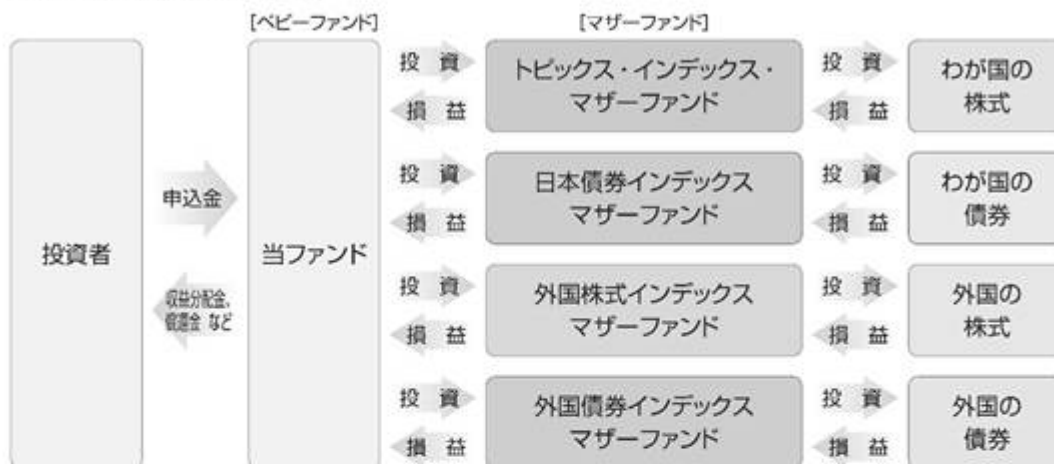 [ベビーファンド]
[マザーファンド]
投資者
申込金
収益分配金、
償還金 など
当ファンド
投 資
損 益
トピックス・インデックス・
マザーファンド
投 資
損 益
わが国の
株式
投 資
損 益
日本債券インデックス
マザーファンド
投 資
損 益
わが国の
債券
投 資
損 益
外国株式インデックス
マザーファンド
投 資
損 益
外国の
株式
投 資
損 益
外国債券インデックス
マザーファンド
投 資
損 益
外国の
債券